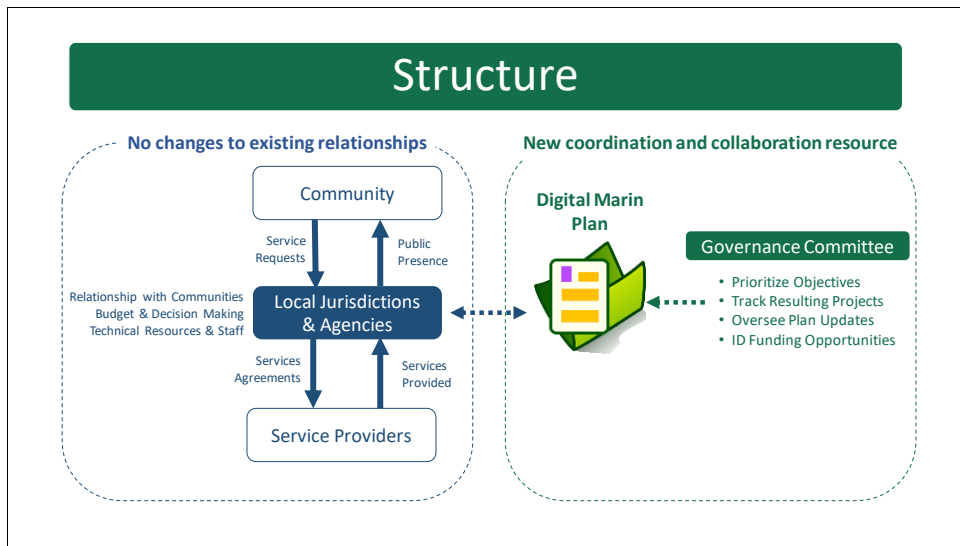 Structure
No changes to existing relationships
Community
Service
Requests
Public
Presence
Relationship with Communities
Budget & Decision Making
Technical Resources & Staff
Local Jurisdictions
& Agencies
Services
Agreements
Services
Provided
Service Providers
New coordination and collaboration resource
Digital Marin
Plan
Governance Committee
• Prioritize Objectives
• Track Resulting Projects
• Oversee Plan Updates
• ID Funding Opportunities